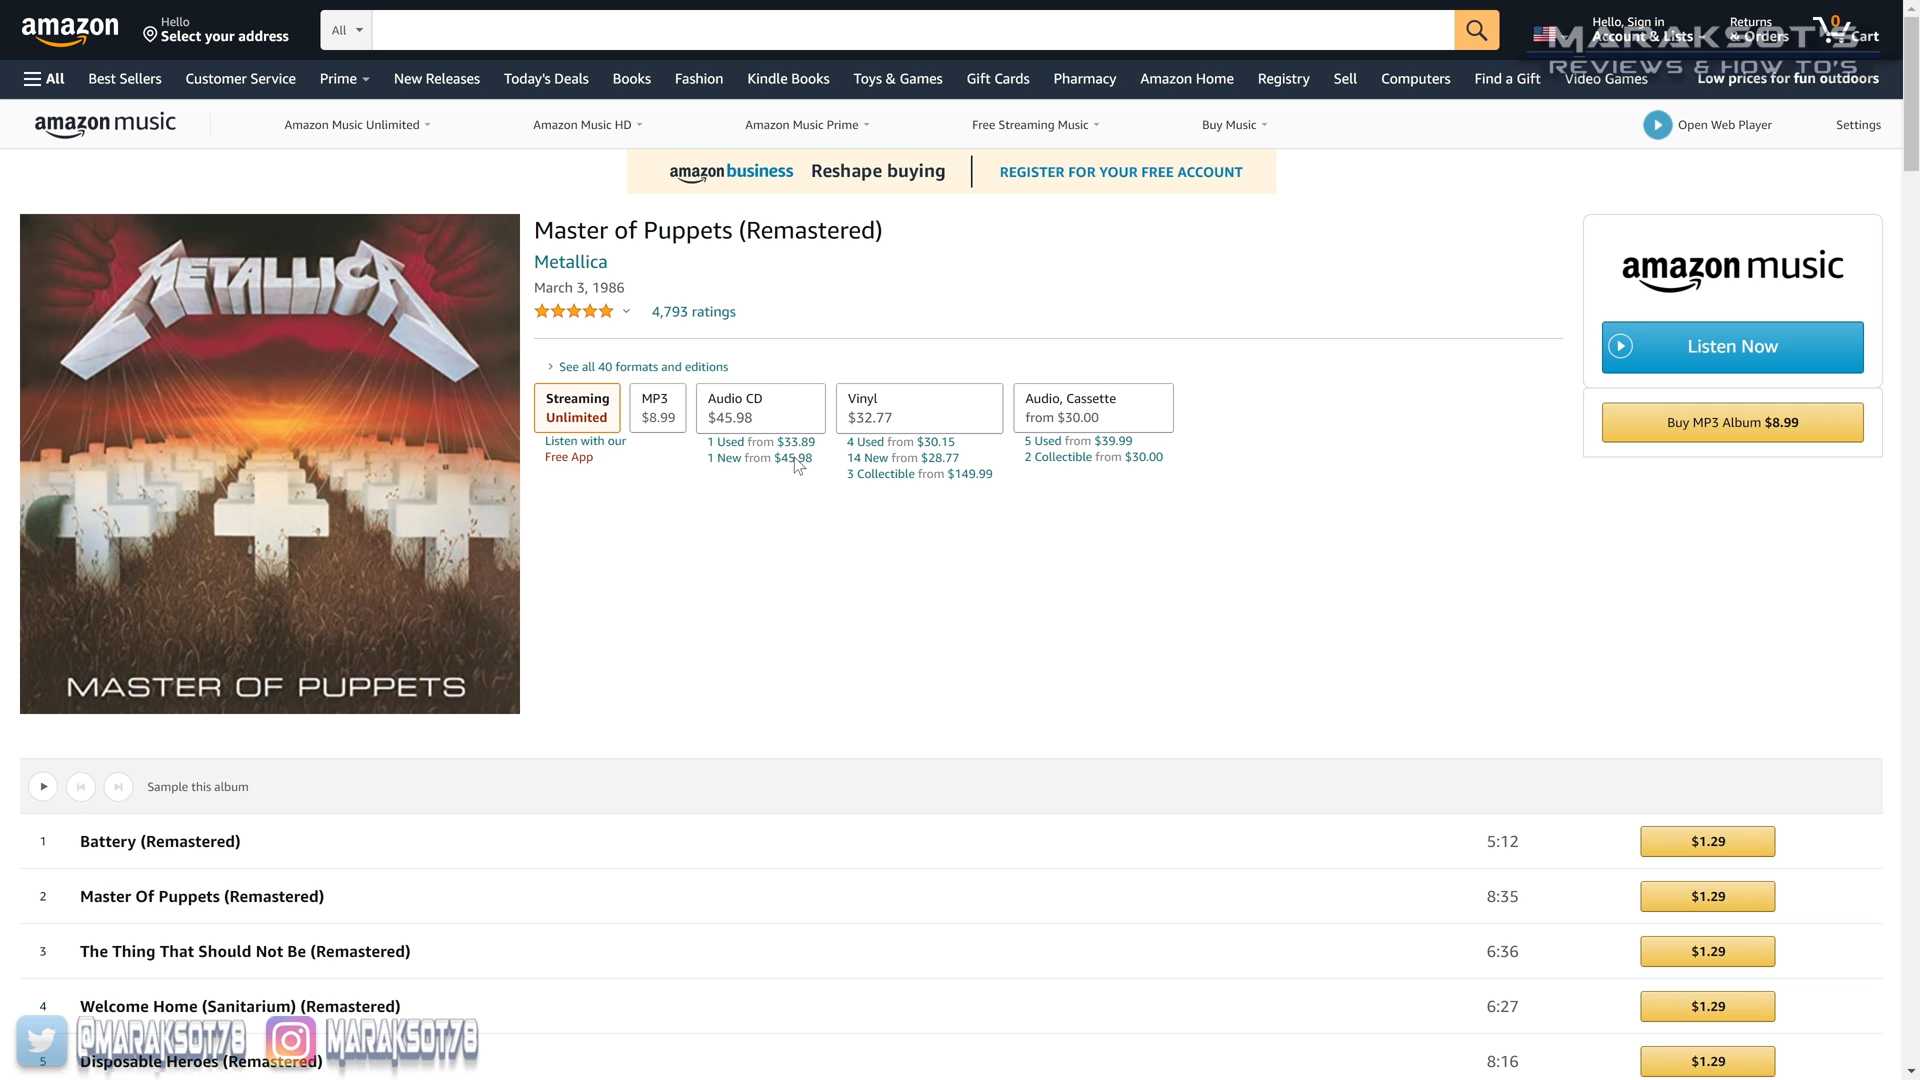 amazon
Hello
Select your address
All
Hello, Sign in
Account & Lists
Returns
& Orders
0
Cart
MARAKSOT'S
REVIEWS & HOW TO'S
All
Best Sellers
Customer Service
Prime
New Releases
Today's Deals
Books
Fashion
Kindle Books
Toys & Games
Gift Cards
Pharmacy
Amazon Home
Registry
Sell
Computers
Find a Gift
Video Games
Low prices for fun outdoors
amazon music
Amazon Music Unlimited
Amazon Music HD
Amazon Music Prime
Free Streaming Music
Buy Music
Open Web Player
Settings
amazon business
Reshape buying
REGISTER FOR YOUR FREE ACCOUNT
METALLICA
MASTER OF PUPPETS
Master of Puppets (Remastered)
Metallica
March 3, 1986
4,793 ratings
See all 40 formats and editions
Streaming
Unlimited
Listen with our
Free App
MP3
$8.99
Audio CD
$45.98
1 Used from $33.89
1 New from $45.98
Vinyl
$32.77
4 Used from $30.15
14 New from $28.77
3 Collectible from $149.99
Audio, Cassette
from $30.00
5 Used from $39.99
2 Collectible from $30.00
amazon music
Listen Now
Buy MP3 Album $8.99
Sample this album
1 Battery (Remastered) 5:12 $1.29
2 Master Of Puppets (Remastered) 8:35 $1.29
3 The Thing That Should Not Be (Remastered) 6:36 $1.29
4 Welcome Home (Sanitarium) (Remastered) 6:27 $1.29
5 Disposable Heroes (Remastered) 8:16 $1.29
@MARAKSOT78
MARAKSOT78